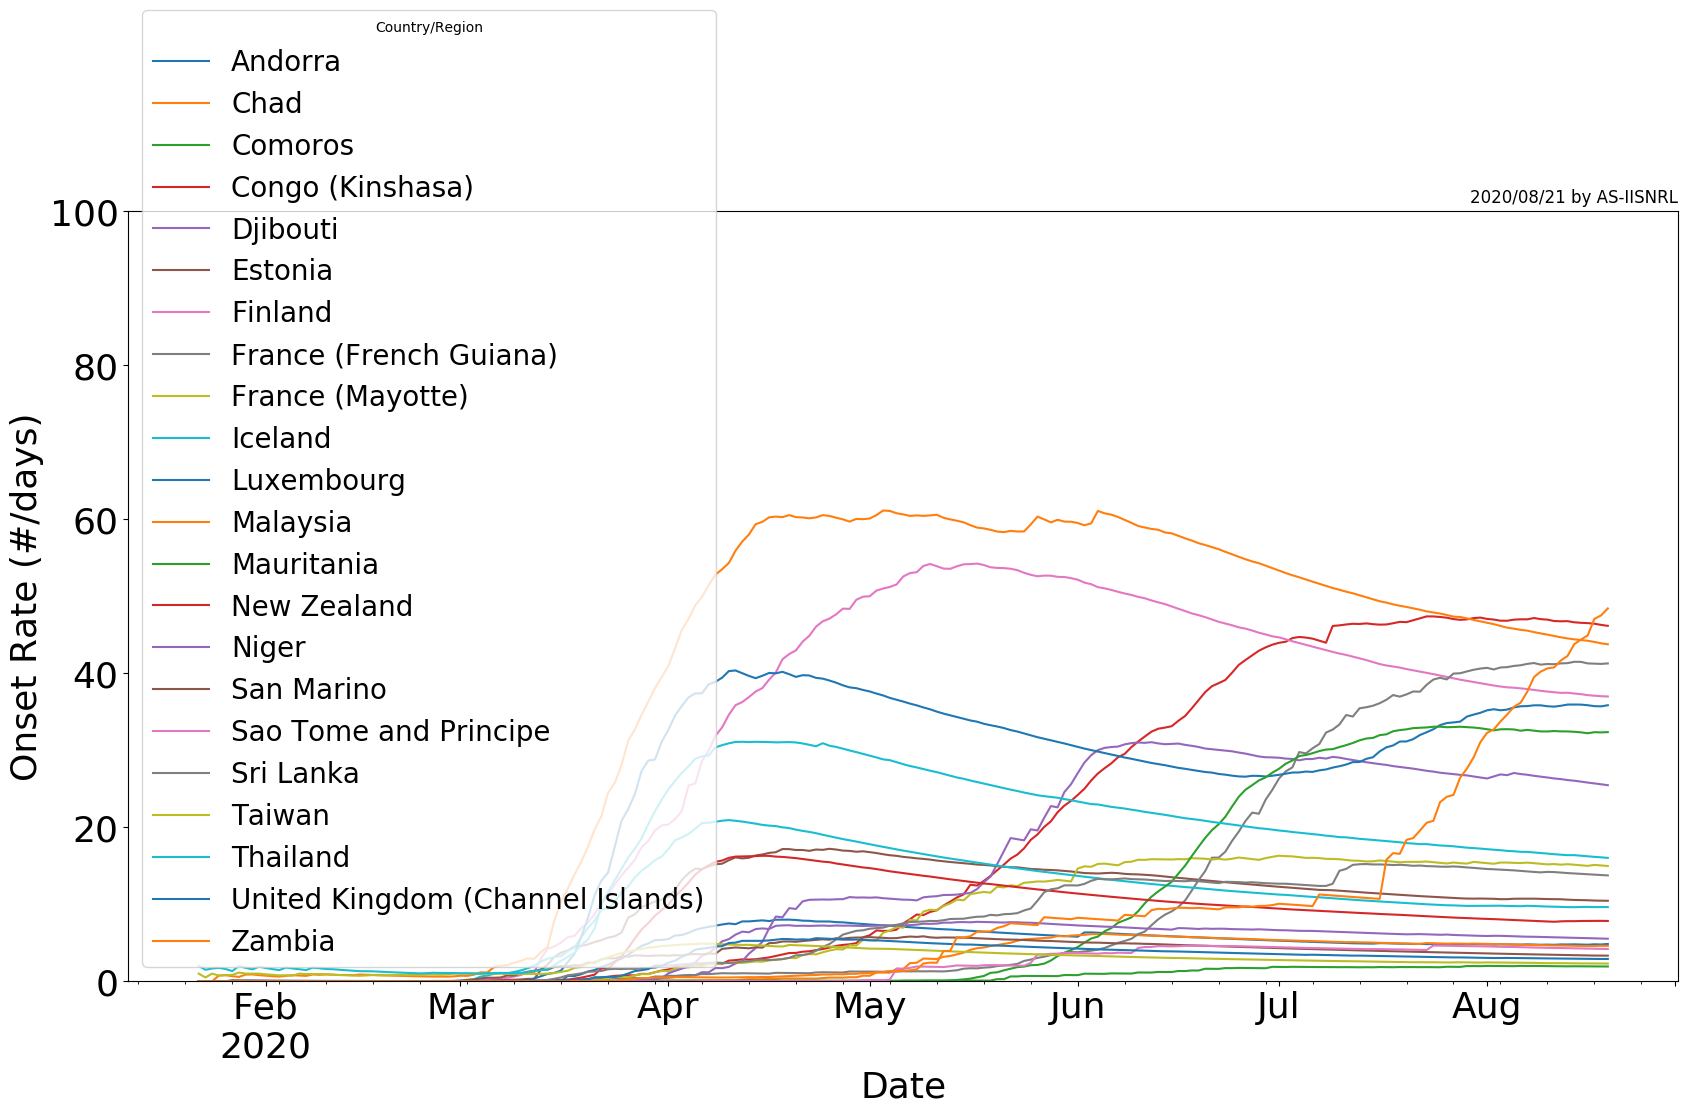 Country/Region
Andorra
Chad
Comoros
Congo (Kinshasa)
Djibouti
Estonia
Finland
France (French Guiana)
France (Mayotte)
Iceland
Luxembourg
Malaysia
Mauritania
New Zealand
Niger
San Marino
Sao Tome and Principe
Sri Lanka
Taiwan
Thailand
United Kingdom (Channel Islands)
Zambia
2020/08/21 by AS-IISNRL
100
80
60
40
20
0
Onset Rate (#/days)
Feb Mar Apr May Jun Jul Aug
2020
Date